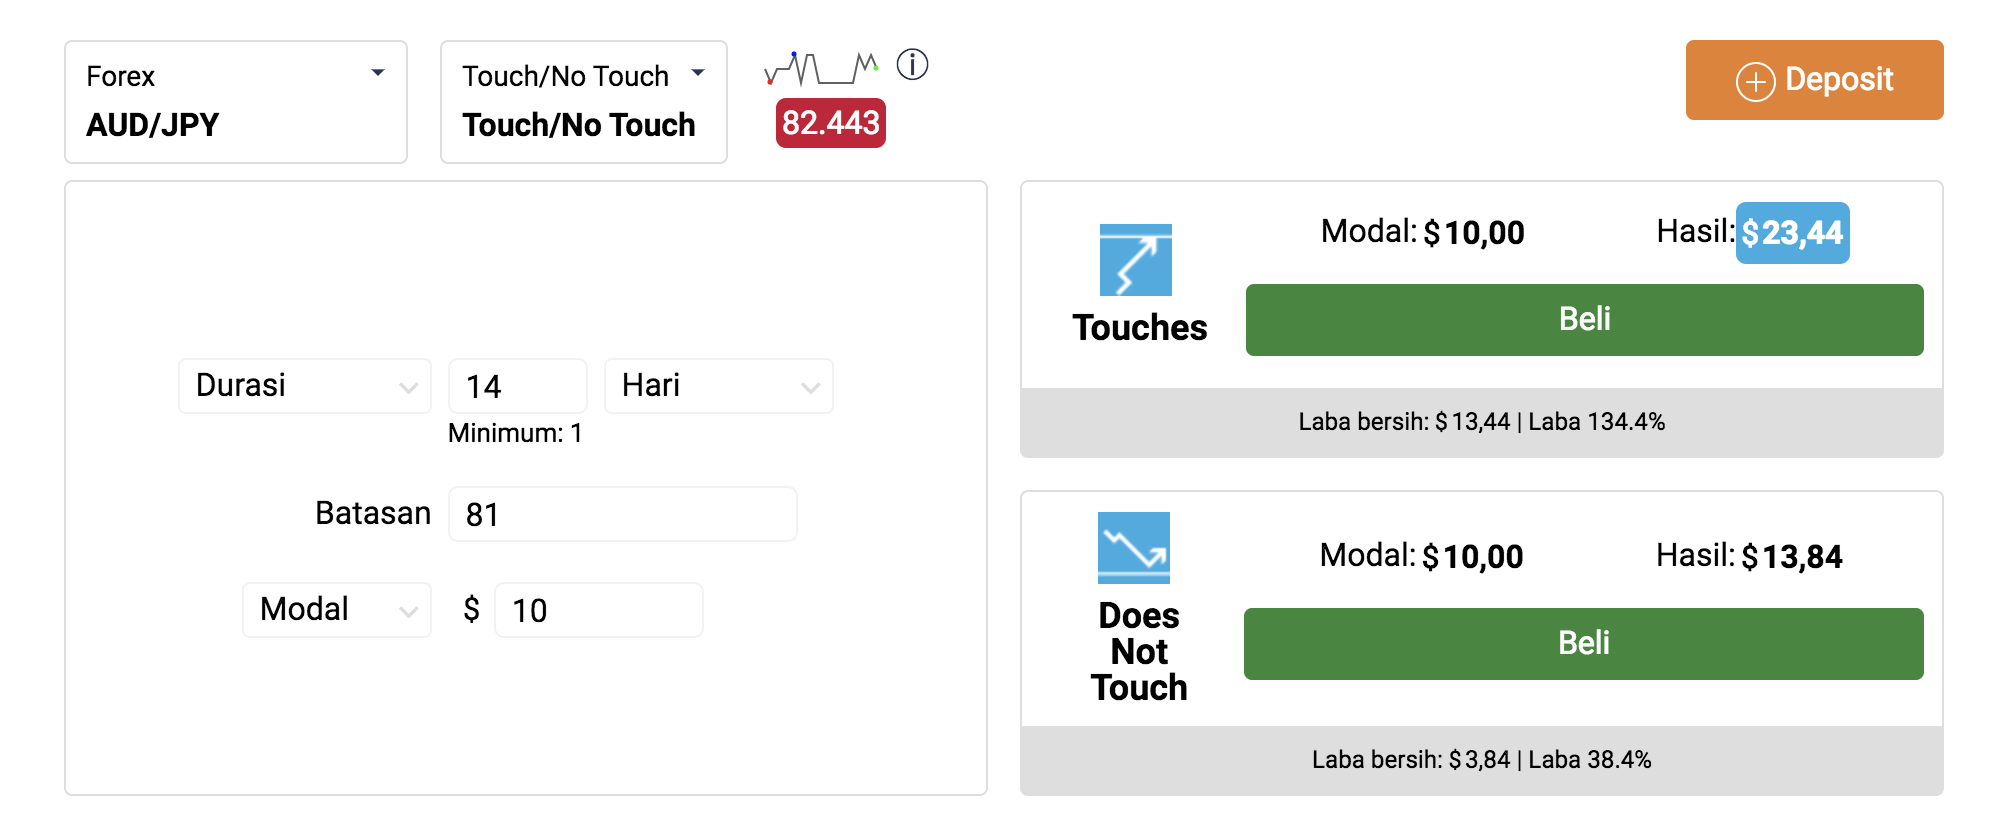 Forex
AUD/JPY
Touch/No Touch
Touch/No Touch
82.443
Deposit
Durasi 14 Hari
Minimum: 1
Batasan 81
Modal $ 10
Modal: $10,00 Hasil: $23,44
Touches
Beli
Laba bersih: $13,44 | Laba 134.4%
Modal: $10,00 Hasil: $13,84
Does
Not
Touch
Beli
Laba bersih: $3,84 | Laba 38.4%